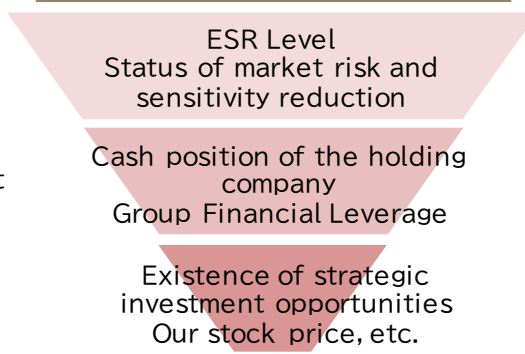 ESR Level
Status of market risk and
sensitivity reduction
Cash position of the holding
company
Group Financial Leverage
Existence of strategic
investment opportunities
Our stock price, etc.